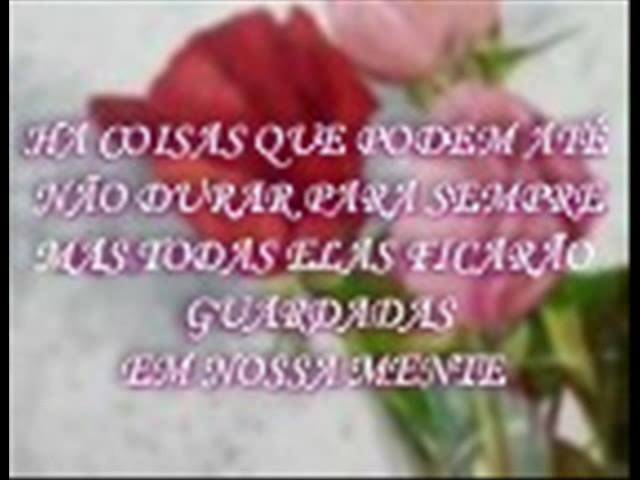 HÁ COISAS QUE PODEM ATÉ
NÃO DURAR PARA SEMPRE
MAS TODAS ELAS FICARÃO
GUARDADAS
EM NOSSA MENTE